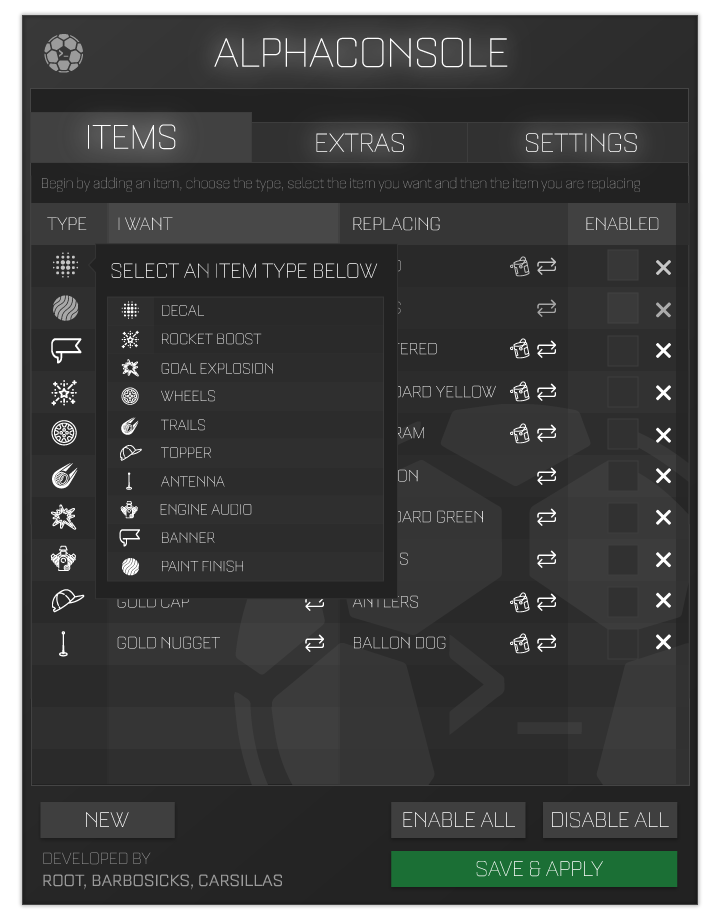 ALPHACONSOLE
ITEMS EXTRAS SETTINGS
Begin by adding an item, choose the type, select the item you want and then the item you are replacing
TYPE I WANT REPLACING ENABLED
SELECT AN ITEM TYPE BELOW
DECAL
ROCKET BOOST
GOAL EXPLOSION
WHEELS
TRAILS
TOPPER
ANTENNA
ENGINE AUDIO
BANNER
PAINT FINISH
TERED
DARD YELLOW
RAM
ON
DARD GREEN
S
GOLD CAP ANTLERS
GOLD NUGGET BALLON DOG
NEW ENABLE ALL DISABLE ALL
DEVELOPED BY
ROOT, BARBOSICKS, CARSILLAS
SAVE & APPLY